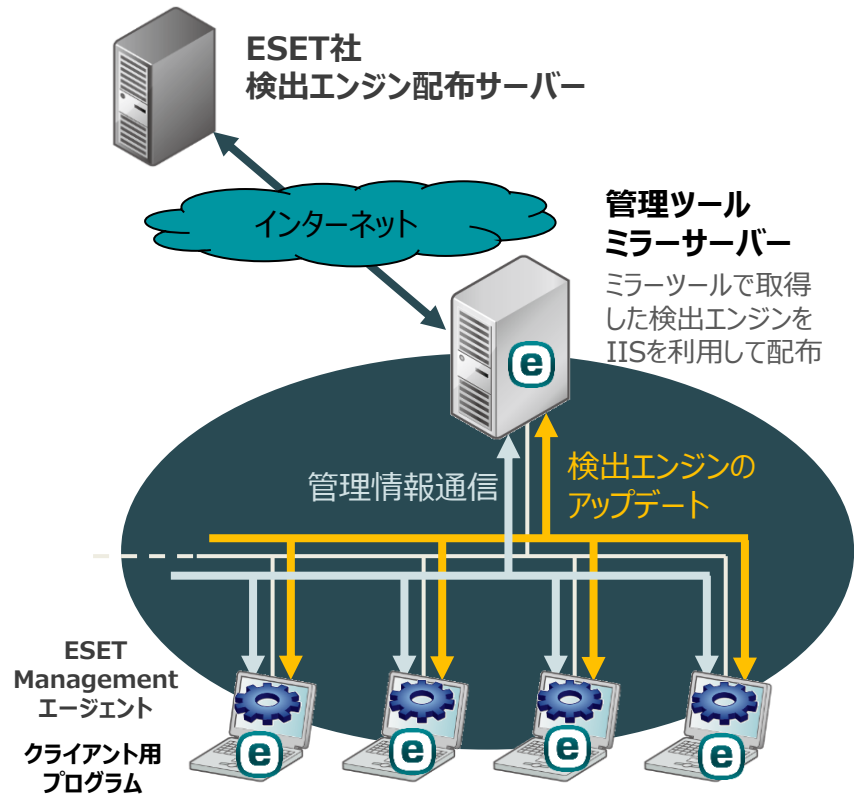 ESET社
検出エンジン配布サーバー
インターネット
管理ツール
ミラーサーバー
ミラーツールで取得
した検出エンジンを
IISを利用して配布
e
管理情報通信
検出エンジンの
アップデート
ESET
Management
エージェント
クライアント用
プログラム
e
e
e
e